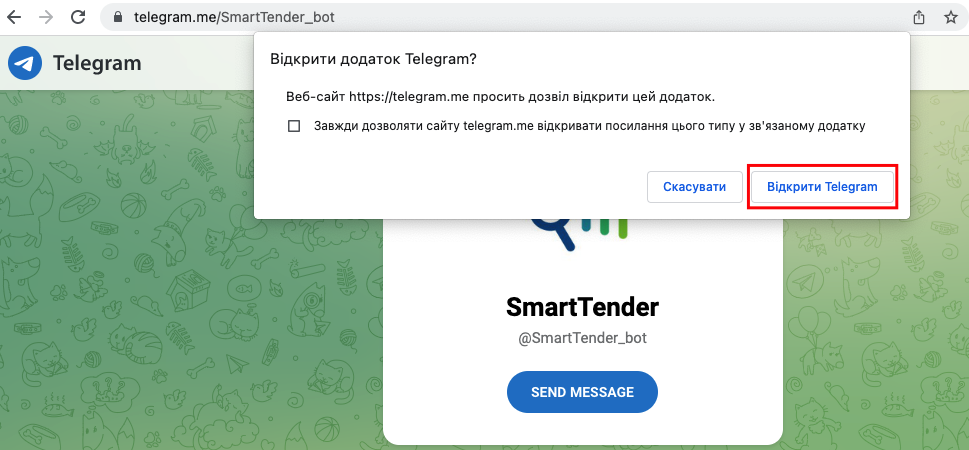 telegram.me/SmartTender_bot
Telegram
Відкрити додаток Telegram?
Веб-сайт https://telegram.me просить дозвіл відкрити цей додаток.
Завжди дозволяти сайту telegram.me відкривати посилання цього типу у зв'язаному додатку
Скасувати
Відкрити Telegram
SmartTender
@SmartTender_bot
SEND MESSAGE